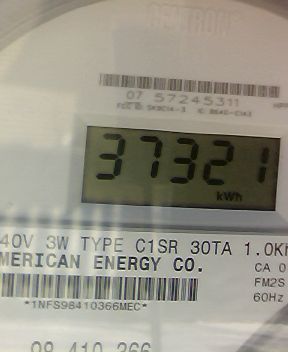 CENTRON
07 57245311
37321
kWh
40V 3W TYPE C1SR 30TA 1.0K
MERICAN ENERGY CO.
CA 0
FM2S
60Hz
*1NFS98410366MEC*
98 410 366